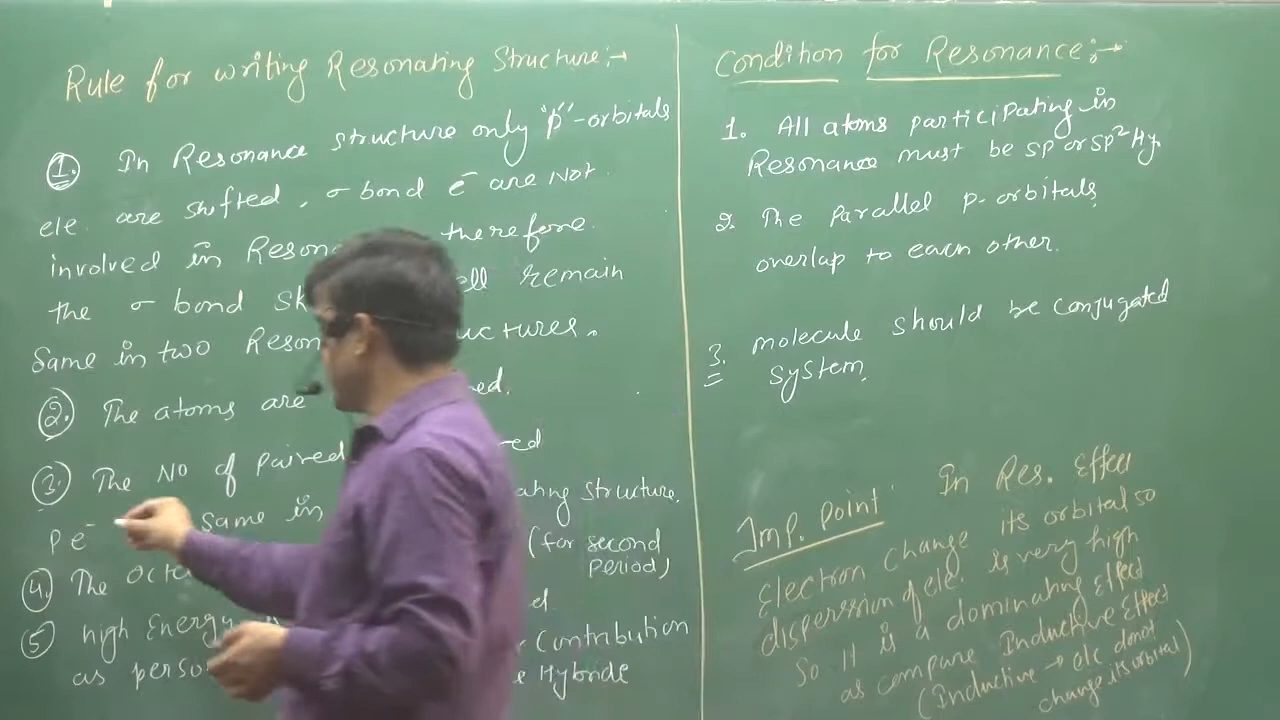 Rule for writing Resonating Structure:→
1. In Resonance structure only "p"-orbitals
ele. are shifted, σ bond e⁻ are Not
involved in Reson therefore
the σ bond sk ell remain
Same in two Reson uctures.
2. The atoms are ed.
3. The No of paired red
pe⁻ same in ating structure.
4. The Octe (for second period)
5 high Energy r Contribution
as perso e Hybride
Condition for Resonance:→
1. All atoms participating in
Resonance must be sp or sp² Hy.
2. The parallel p-orbitals
overlap to each other.
3. molecule should be conjugated
system.
Imp. point In Res. Effect
Electron change its orbital so
disperssion of ele. is very high
So it is a dominating Effect
as compare Inductive Effect
(Inductive → ele donot
change its orbital)